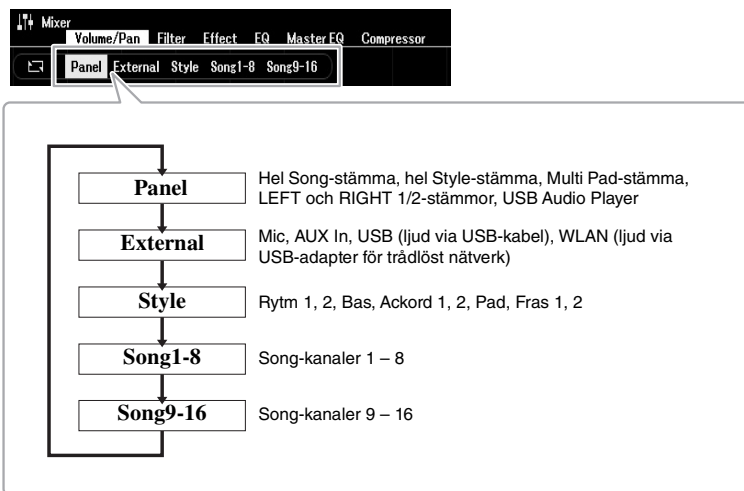 Mixer
Volume/Pan Filter Effect EQ Master EQ Compressor
Panel External Style Song1-8 Song9-16
Panel
Hel Song-stämma, hel Style-stämma, Multi Pad-stämma,
LEFT och RIGHT 1/2-stämmor, USB Audio Player
External
Mic, AUX In, USB (ljud via USB-kabel), WLAN (ljud via
USB-adapter för trådlöst nätverk)
Style
Rytm 1, 2, Bas, Ackord 1, 2, Pad, Fras 1, 2
Song1-8
Song-kanaler 1 – 8
Song9-16
Song-kanaler 9 – 16